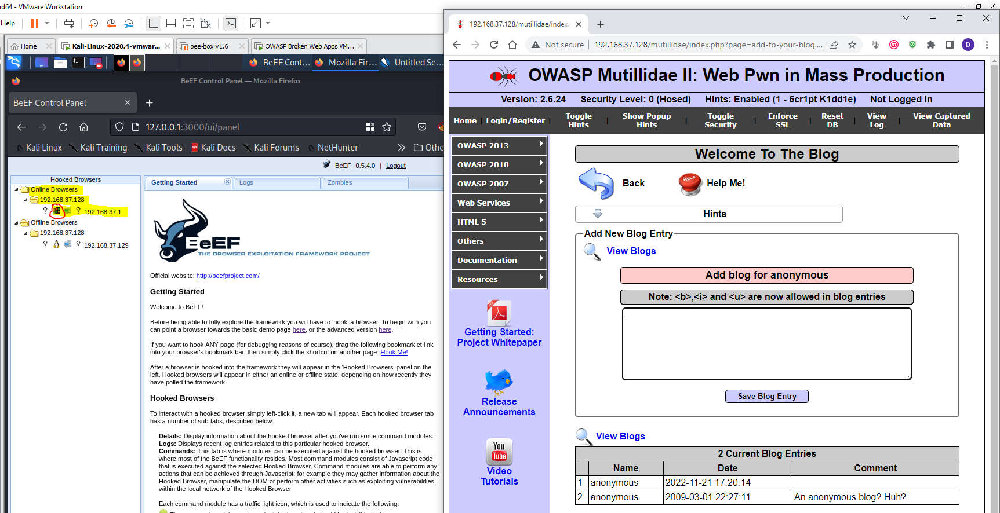 nd64 - VMware Workstation
Help
Home
Kali-Linux-2020.4-vmwar...
bee-box v1.6
OWASP Broken Web Apps VM...
BeEF Cont...
Mozilla Fir...
Untitled Se...
BeEF Control Panel — Mozilla Firefox
BeEF Control Panel
127.0.0.1:3000/ui/panel
Kali Linux
Kali Training
Kali Tools
Kali Docs
Kali Forums
NetHunter
Othe
BeEF 0.5.4.0 | Logout
Hooked Browsers
Online Browsers
192.168.37.128
? ? 192.168.37.1
Offline Browsers
192.168.37.128
? ? 192.168.37.129
Getting Started
Logs
Zombies
BeEF
THE BROWSER EXPLOITATION FRAMEWORK PROJECT
Official website: http://beefproject.com/
Getting Started
Welcome to BeEF!
Before being able to fully explore the framework you will have to 'hook' a browser. To begin with you
can point a browser towards the basic demo page here, or the advanced version here.
If you want to hook ANY page (for debugging reasons of course), drag the following bookmarklet link
into your browser's bookmark bar, then simply click the shortcut on another page: Hook Me!
After a browser is hooked into the framework they will appear in the 'Hooked Browsers' panel on the
left. Hooked browsers will appear in either an online or offline state, depending on how recently they
have polled the framework.
Hooked Browsers
To interact with a hooked browser simply left-click it, a new tab will appear. Each hooked browser tab
has a number of sub-tabs, described below:
Details: Display information about the hooked browser after you've run some command modules.
Logs: Displays recent log entries related to this particular hooked browser.
Commands: This tab is where modules can be executed against the hooked browser. This is
where most of the BeEF functionality resides. Most command modules consist of Javascript code
that is executed against the selected Hooked Browser. Command modules are able to perform any
actions that can be achieved through Javascript: for example they may gather information about the
Hooked Browser, manipulate the DOM or perform other activities such as exploiting vulnerabilities
within the local network of the Hooked Browser.
Each command module has a traffic light icon, which is used to indicate the following:
192.168.37.128/mutillidae/index.p
Not secure | 192.168.37.128/mutillidae/index.php?page=add-to-your-blog....
D
OWASP Mutillidae II: Web Pwn in Mass Production
Version: 2.6.24 Security Level: 0 (Hosed) Hints: Enabled (1 - 5cr1pt K1dd1e) Not Logged In
Home | Login/Register | Toggle Hints | Show Popup Hints | Toggle Security | Enforce SSL | Reset DB | View Log | View Captured Data
OWASP 2013
OWASP 2010
OWASP 2007
Web Services
HTML 5
Others
Documentation
Resources
PDF
Getting Started:
Project Whitepaper
Release
Announcements
You
Tube
Video
Tutorials
Welcome To The Blog
Back
HELP
Help Me!
Hints
Add New Blog Entry
View Blogs
Add blog for anonymous
Note: <b>,<i> and <u> are now allowed in blog entries
Save Blog Entry
View Blogs
2 Current Blog Entries
Name Date Comment
1 anonymous 2022-11-21 17:20:14
2 anonymous 2009-03-01 22:27:11 An anonymous blog? Huh?